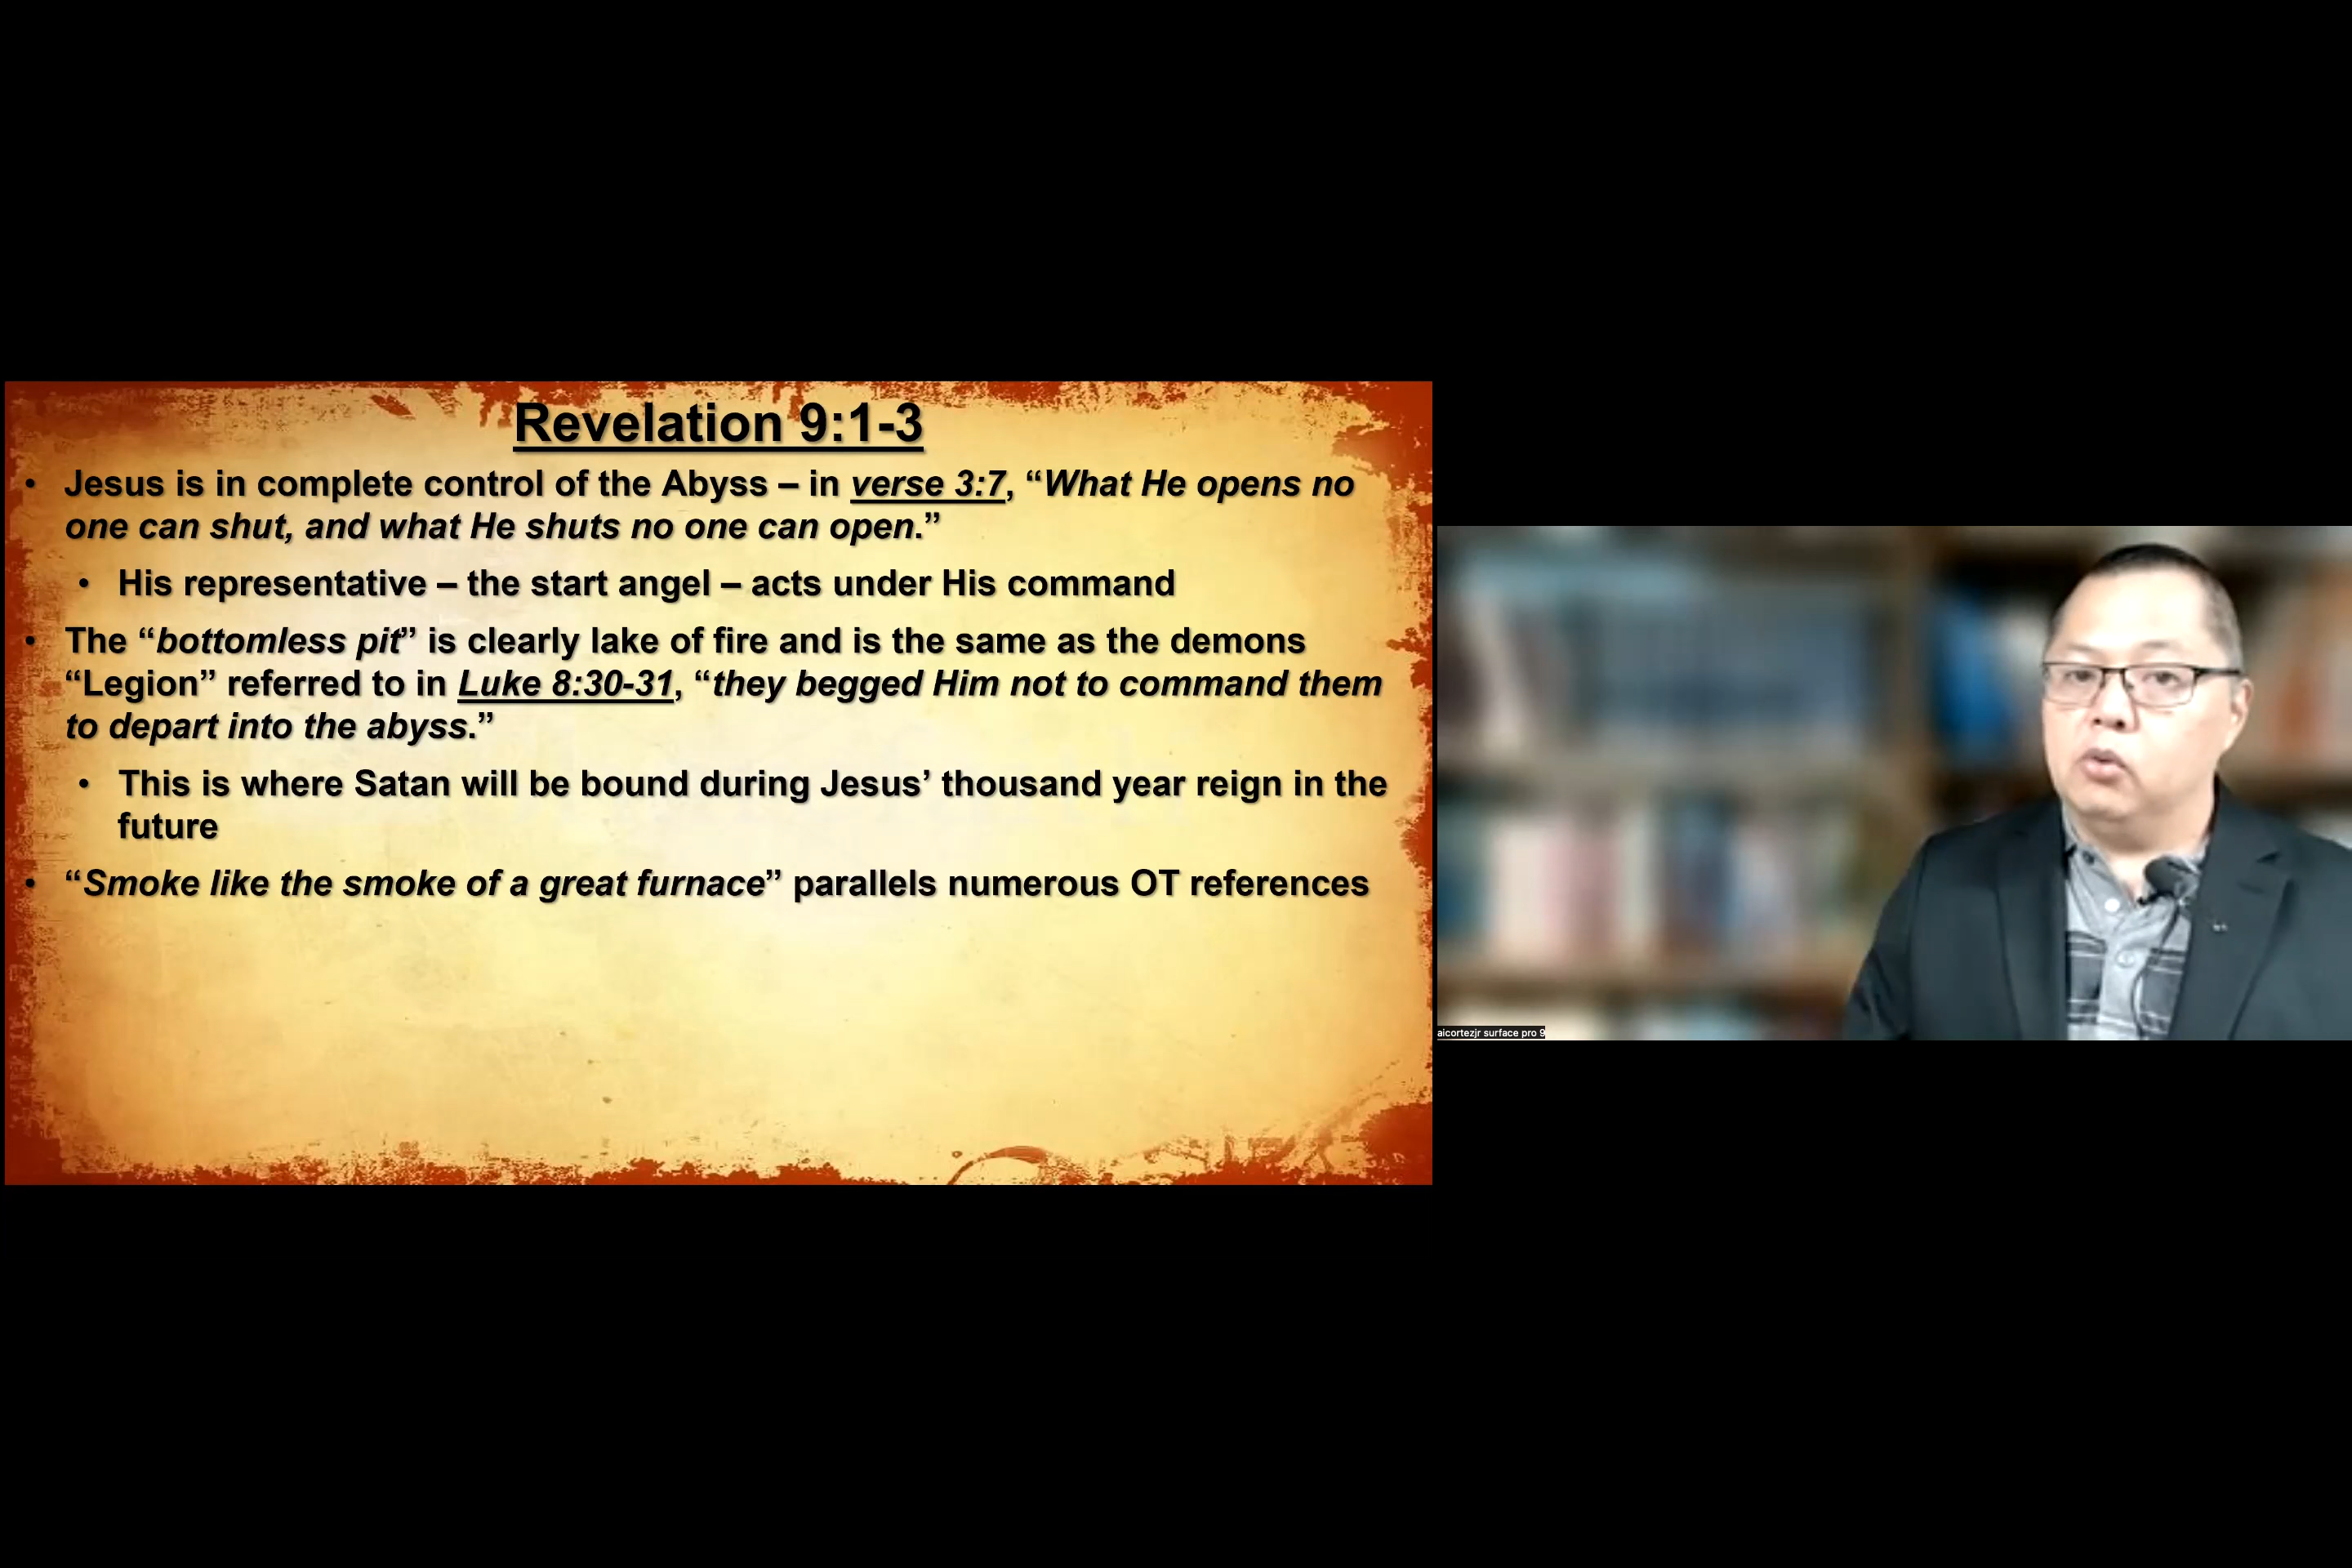 Revelation 9:1-3
• Jesus is in complete control of the Abyss – in verse 3:7, “What He opens no
one can shut, and what He shuts no one can open.”
• His representative – the start angel – acts under His command
• The “bottomless pit” is clearly lake of fire and is the same as the demons
“Legion” referred to in Luke 8:30-31, “they begged Him not to command them
to depart into the abyss.”
• This is where Satan will be bound during Jesus’ thousand year reign in the
future
• “Smoke like the smoke of a great furnace” parallels numerous OT references
aicortezjr surface pro 9